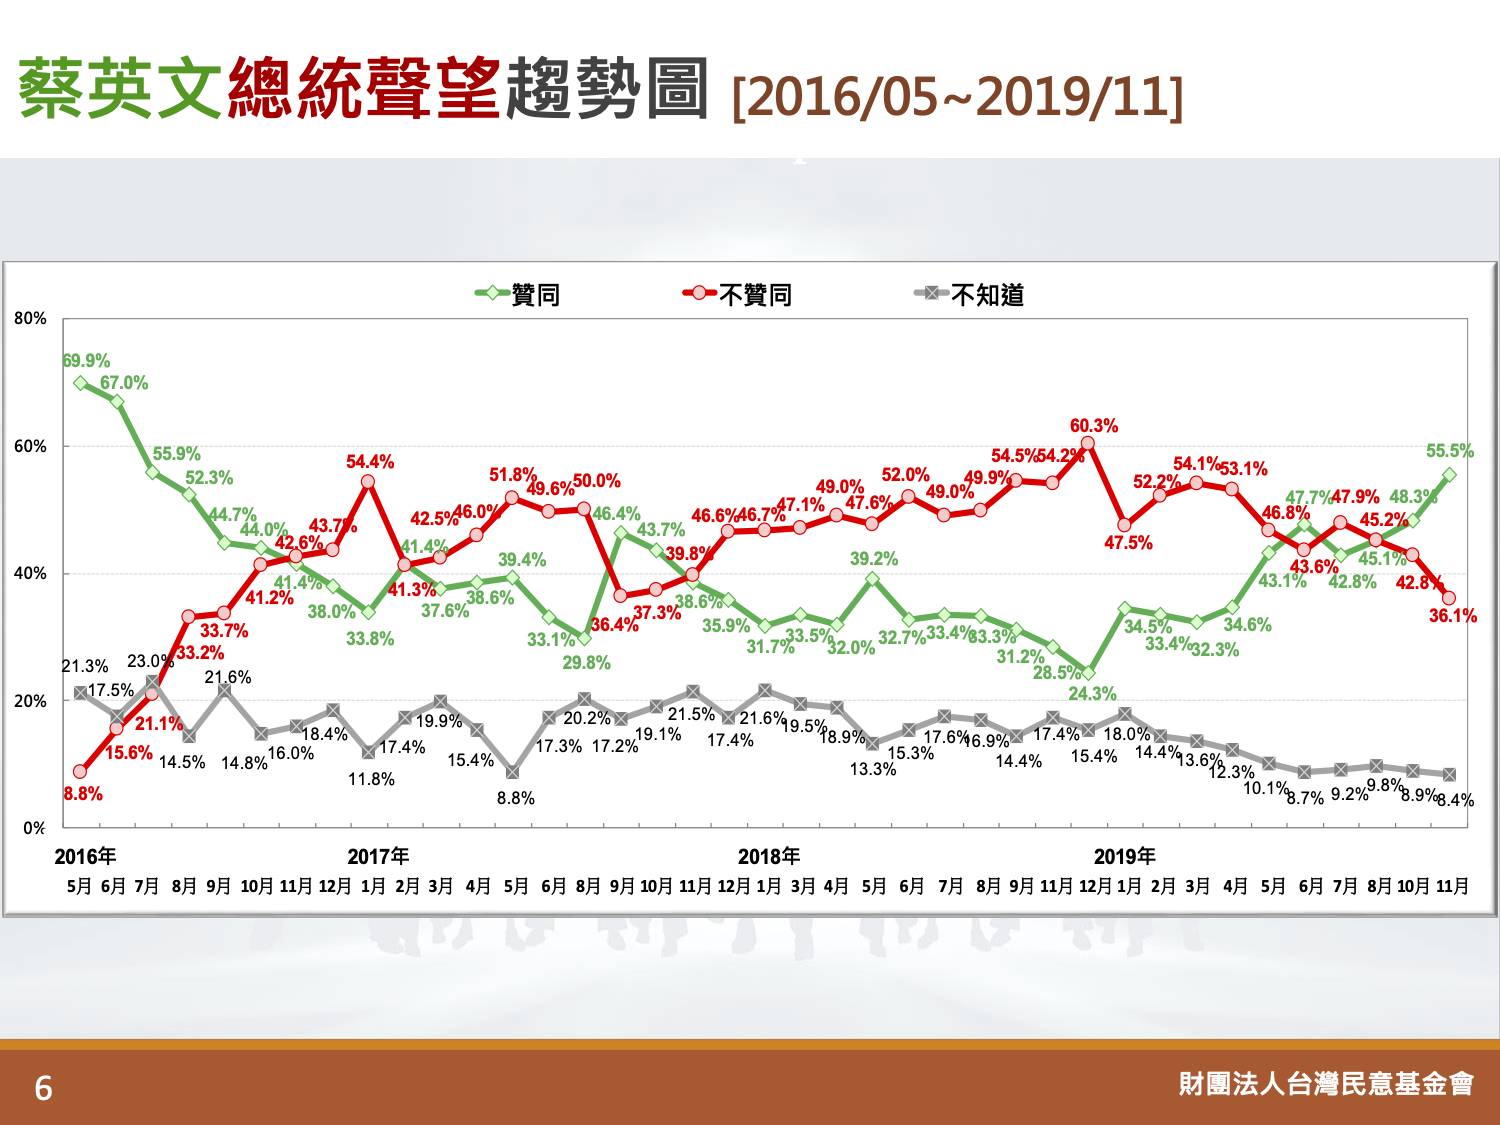 蔡英文總統聲望趨勢圖 [2016/05~2019/11]
贊同 不贊同 不知道
80%
60%
40%
20%
0%
69.9% 67.0% 55.9% 52.3% 44.7% 44.0% 41.4% 38.0% 33.8% 41.4% 37.6% 38.6% 39.4% 33.1% 29.8% 46.4% 43.7% 38.6% 35.9% 31.7% 33.5% 32.0% 39.2% 32.7% 33.4% 33.3% 31.2% 28.5% 24.3% 34.5% 33.4% 32.3% 34.6% 43.1% 47.7% 42.8% 45.1% 48.3% 55.5%
8.8% 15.6% 21.1% 33.2% 33.7% 41.2% 42.6% 43.7% 54.4% 41.3% 42.5% 46.0% 51.8% 49.6% 50.0% 36.4% 37.3% 39.8% 46.6% 46.7% 47.1% 49.0% 47.6% 52.0% 49.0% 49.9% 54.5% 54.2% 60.3% 47.5% 52.2% 54.1% 53.1% 46.8% 43.6% 47.9% 45.2% 42.8% 36.1%
21.3% 17.5% 23.0% 14.5% 21.6% 14.8% 16.0% 18.4% 11.8% 17.4% 19.9% 15.4% 8.8% 17.3% 20.2% 17.2% 19.1% 21.5% 17.4% 21.6% 19.5% 18.9% 13.3% 15.3% 17.6% 16.9% 14.4% 17.4% 15.4% 18.0% 14.4% 13.6% 12.3% 10.1% 8.7% 9.2% 9.8% 8.9% 8.4%
2016年 2017年 2018年 2019年
5月 6月 7月 8月 9月 10月 11月 12月 1月 2月 3月 4月 5月 6月 8月 9月 10月 11月 12月 1月 3月 4月 5月 6月 7月 8月 9月 11月 12月 1月 2月 3月 4月 5月 6月 7月 8月 10月 11月
6
財團法人台灣民意基金會